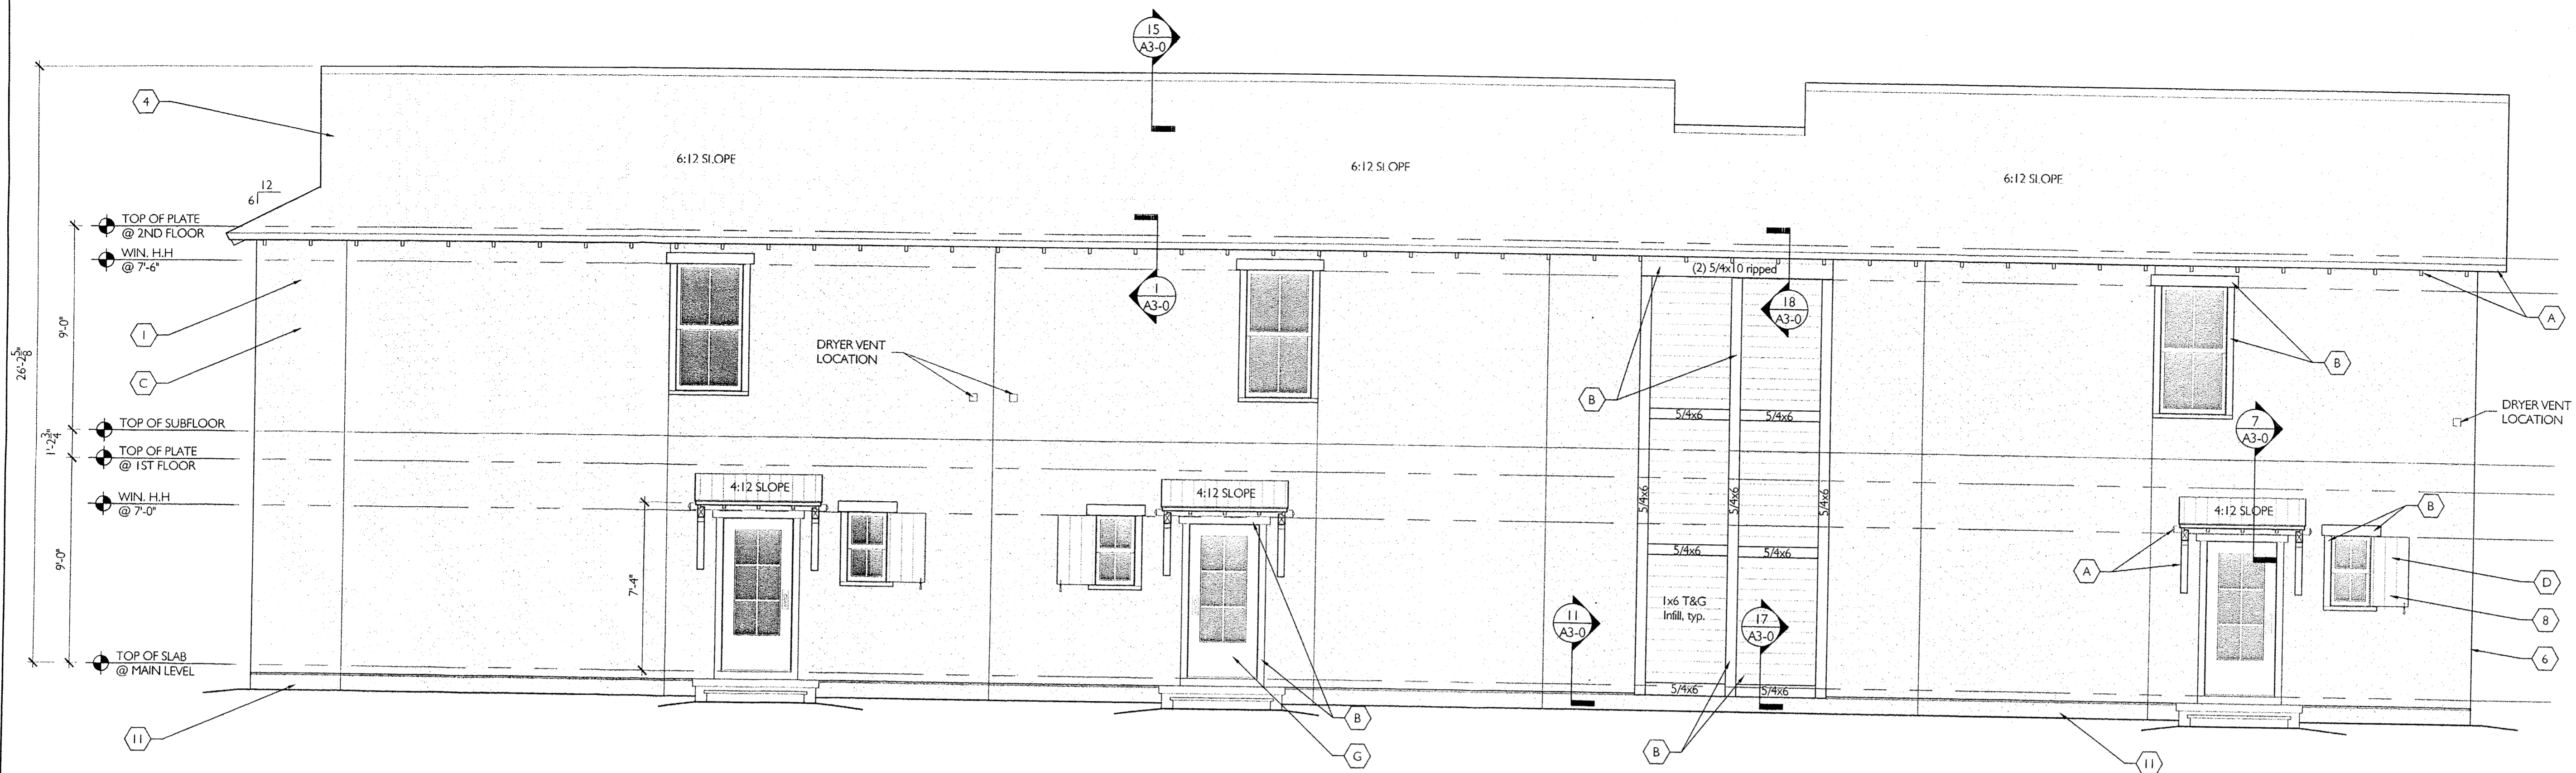 15
A3-0
4
6:12 SLOPE
6:12 SLOPE
6:12 SLOPE
12
6
TOP OF PLATE
@ 2ND FLOOR
WIN. H.H
@ 7'-6"
(2) 5/4x10 ripped
1
A3-0
18
A3-0
A
1
9'-0"
26'-2 5/8"
C
DRYER VENT
LOCATION
B
B
5/4x6
5/4x6
DRYER VENT
LOCATION
7
A3-0
TOP OF SUBFLOOR
1'-2 3/4"
TOP OF PLATE
@ 1ST FLOOR
WIN. H.H
@ 7'-0"
4:12 SLOPE
4:12 SLOPE
5/4x6
5/4x6
5/4x6
4:12 SLOPE
B
9'-0"
7'-4"
5/4x6
5/4x6
A
D
1x6 T&G
Infill, typ.
11
A3-0
17
A3-0
8
6
TOP OF SLAB
@ MAIN LEVEL
5/4x6
5/4x6
11
B
G
B
11